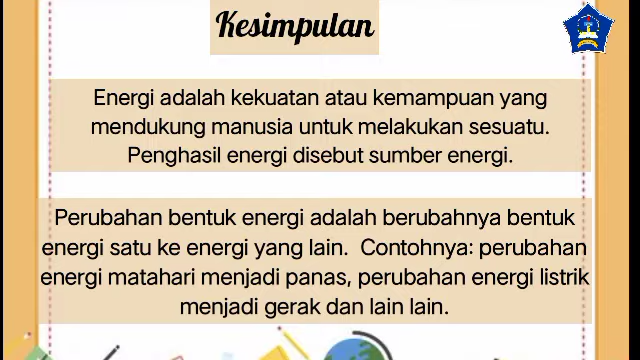 Kesimpulan
Energi adalah kekuatan atau kemampuan yang
mendukung manusia untuk melakukan sesuatu.
Penghasil energi disebut sumber energi.
Perubahan bentuk energi adalah berubahnya bentuk
energi satu ke energi yang lain. Contohnya: perubahan
energi matahari menjadi panas, perubahan energi listrik
menjadi gerak dan lain lain.